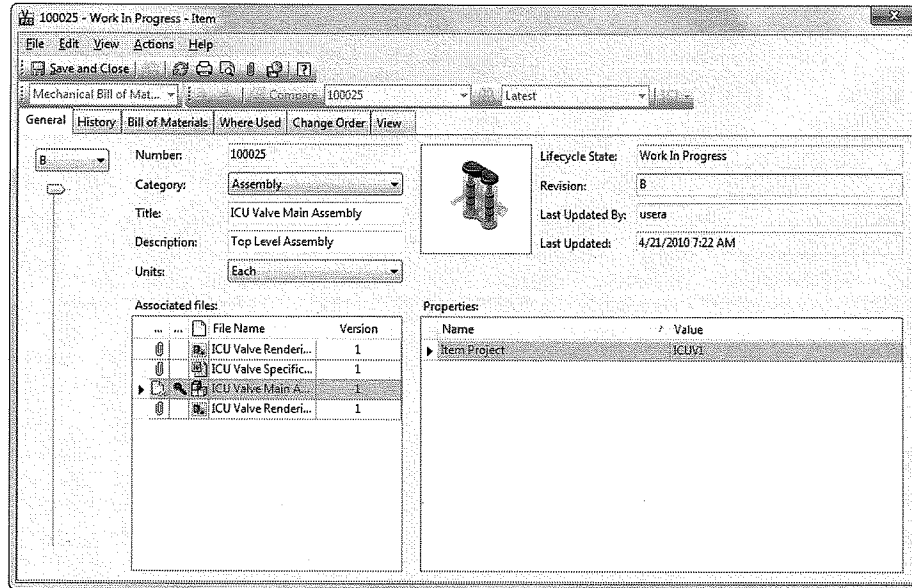 100025 - Work In Progress - Item
File Edit View Actions Help
Save and Close
Mechanical Bill of Mat... Compare 100025 Latest
General History Bill of Materials Where Used Change Order View
B
Number: 100025
Category: Assembly
Title: ICU Valve Main Assembly
Description: Top Level Assembly
Units: Each
Lifecycle State: Work In Progress
Revision: B
Last Updated By: usera
Last Updated: 4/21/2010 7:22 AM
Associated files:
... ... File Name Version
ICU Valve Renderi... 1
ICU Valve Specific... 1
ICU Valve Main A... 1
ICU Valve Renderi... 1
Properties:
Name Value
Item Project ICUV1